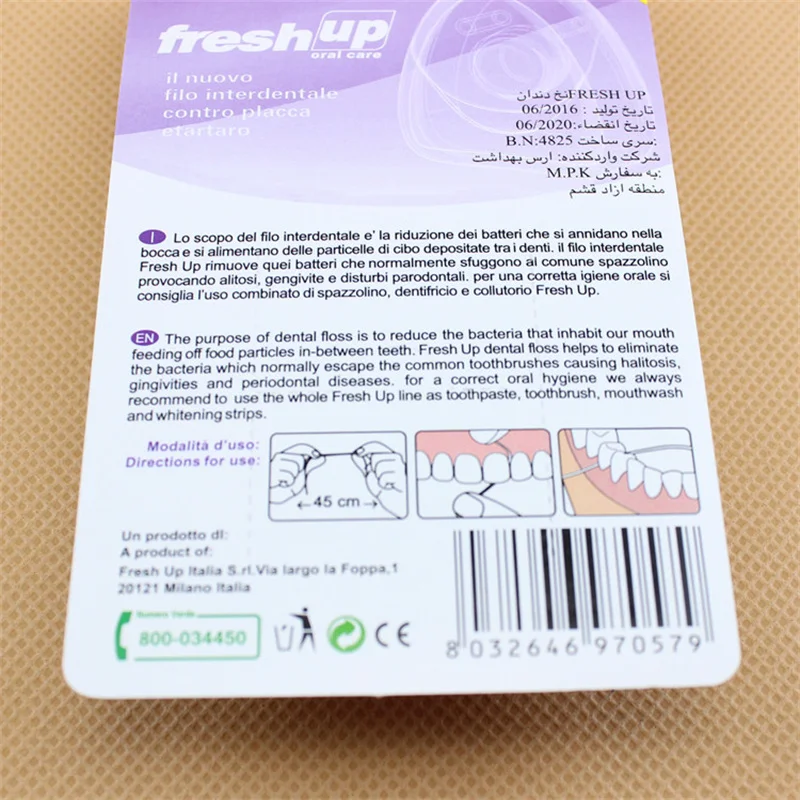 fresh up
oral care
il nuovo
filo interdentale
contro placca
etartaro
نخ دندان FRESH UP
تاریخ تولید : 06/2016
تاریخ انقضاء:06/2020
سری ساخت B.N:4825:
شرکت واردکننده: ارس بهداشت
به سفارش M.P.K:
منطقه ازاد قشم
I Lo scopo del filo interdentale e' la riduzione dei batteri che si annidano nella
bocca e si alimentano delle particelle di cibo depositate tra i denti. il filo interdentale
Fresh Up rimuove quei batteri che normalmente sfuggono al comune spazzolino
provocando alitosi, gengivite e disturbi parodontali. per una corretta igiene orale si
consiglia l'uso combinato di spazzolino, dentifricio e collutorio Fresh Up.
EN The purpose of dental floss is to reduce the bacteria that inhabit our mouth
feeding off food particles in-between teeth. Fresh Up dental floss helps to eliminate
the bacteria which normally escape the common toothbrushes causing halitosis,
gingivities and periodontal diseases. for a correct oral hygiene we always
recommend to use the whole Fresh Up line as toothpaste, toothbrush, mouthwash
and whitening strips.
Modalità d'uso:
Directions for use:
45 cm
Un prodotto di:
A product of:
Fresh Up Italia S.r.l. Via largo la Foppa,1
20121 Milano Italia
Numero Verde
800-034450
CE
8 032646 970579